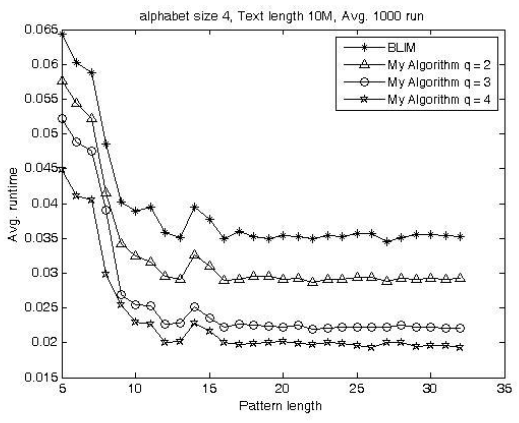 alphabet size 4, Text length 10M, Avg. 1000 run
BLIM
My Algorithm q = 2
My Algorithm q = 3
My Algorithm q = 4
Avg. runtime
0.065
0.06
0.055
0.05
0.045
0.04
0.035
0.03
0.025
0.02
0.015
5 10 15 20 25 30 35
Pattern length